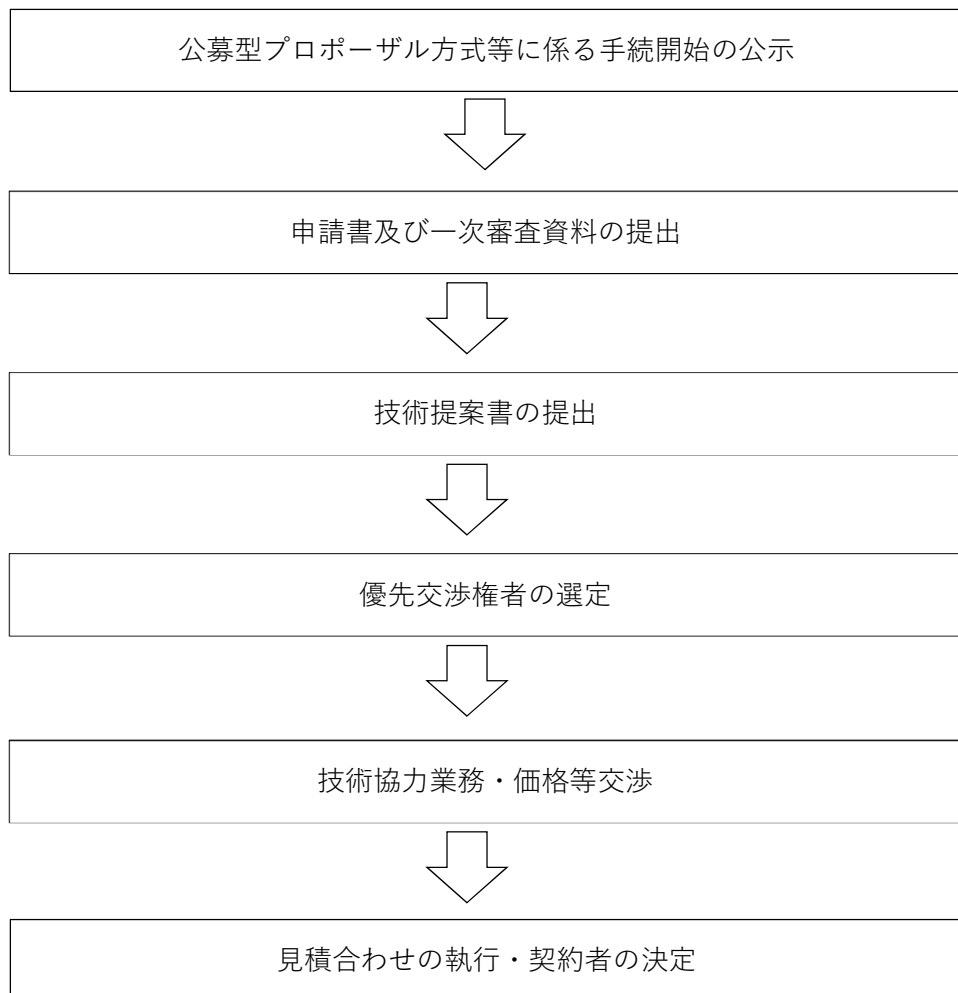 公募型プロポーザル方式等に係る手続開始の公示
申請書及び一次審査資料の提出
技術提案書の提出
優先交渉権者の選定
技術協力業務・価格等交渉
見積合わせの執行・契約者の決定